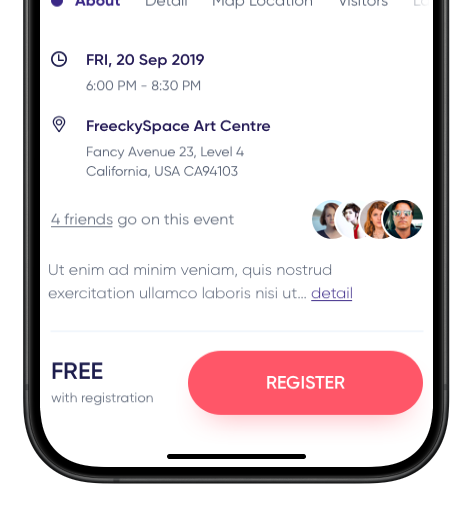 About Detail Map Location Visitors
FRI, 20 Sep 2019
6:00 PM - 8:30 PM
FreeckySpace Art Centre
Fancy Avenue 23, Level 4
California, USA CA94103
4 friends go on this event
Ut enim ad minim veniam, quis nostrud
exercitation ullamco laboris nisi ut... detail
FREE
with registration
REGISTER